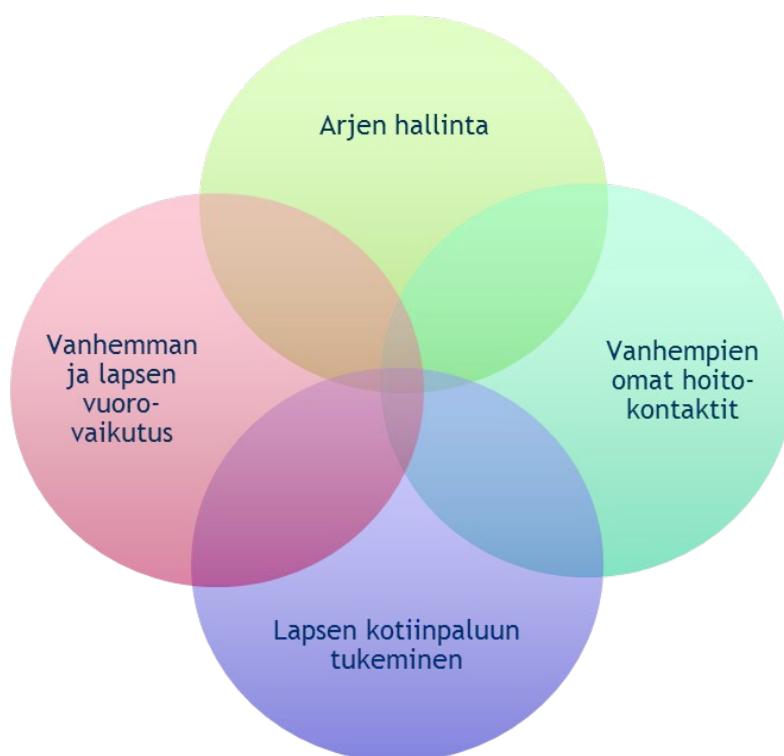 Arjen hallinta
Vanhemman
ja lapsen
vuoro-
vaikutus
Vanhempien
omat hoito-
kontaktit
Lapsen kotiinpaluun
tukeminen